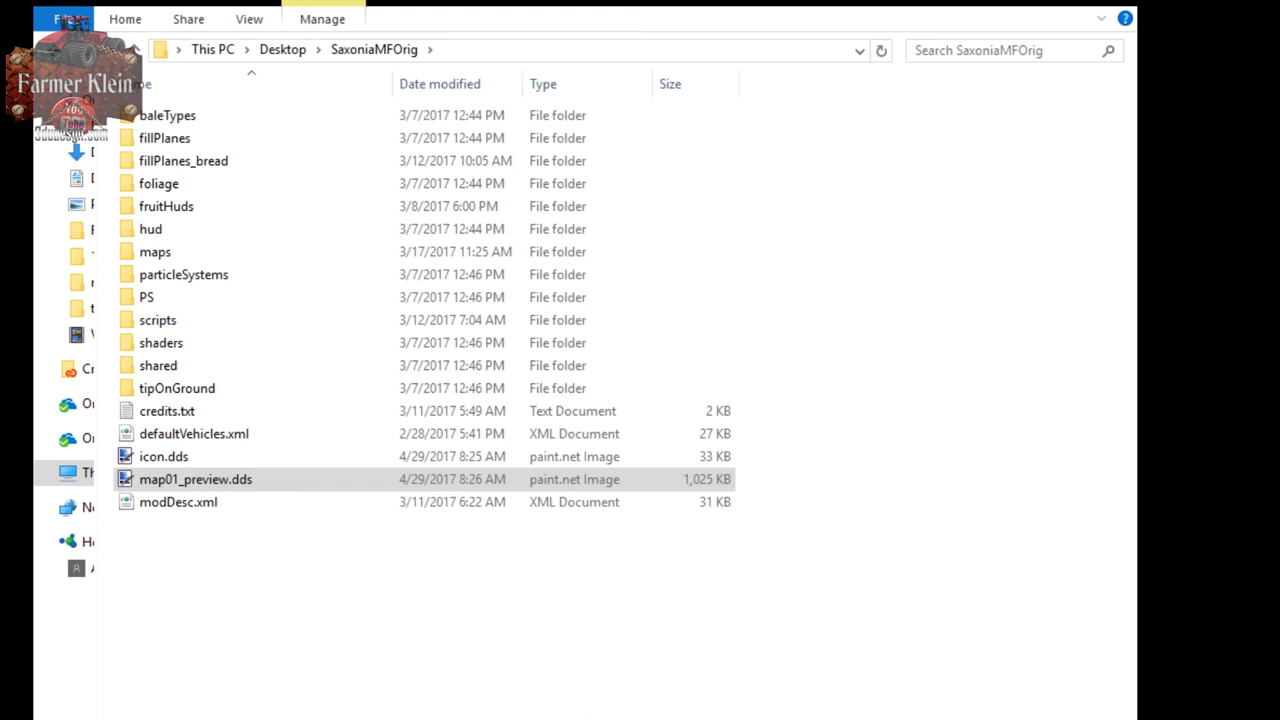 Home Share View Manage
This PC Desktop SaxoniaMFOrig Search SaxoniaMFOrig
Farmer Klein
You
Tube
Date modified Type Size
baleTypes 3/7/2017 12:44 PM File folder
fillPlanes 3/7/2017 12:44 PM File folder
fillPlanes_bread 3/12/2017 10:05 AM File folder
foliage 3/7/2017 12:44 PM File folder
fruitHuds 3/8/2017 6:00 PM File folder
hud 3/7/2017 12:44 PM File folder
maps 3/17/2017 11:25 AM File folder
particleSystems 3/7/2017 12:46 PM File folder
PS 3/7/2017 12:46 PM File folder
scripts 3/12/2017 7:04 AM File folder
shaders 3/7/2017 12:46 PM File folder
shared 3/7/2017 12:46 PM File folder
tipOnGround 3/7/2017 12:46 PM File folder
credits.txt 3/11/2017 5:49 AM Text Document 2 KB
defaultVehicles.xml 2/28/2017 5:41 PM XML Document 27 KB
icon.dds 4/29/2017 8:25 AM paint.net Image 33 KB
map01_preview.dds 4/29/2017 8:26 AM paint.net Image 1,025 KB
modDesc.xml 3/11/2017 6:22 AM XML Document 31 KB